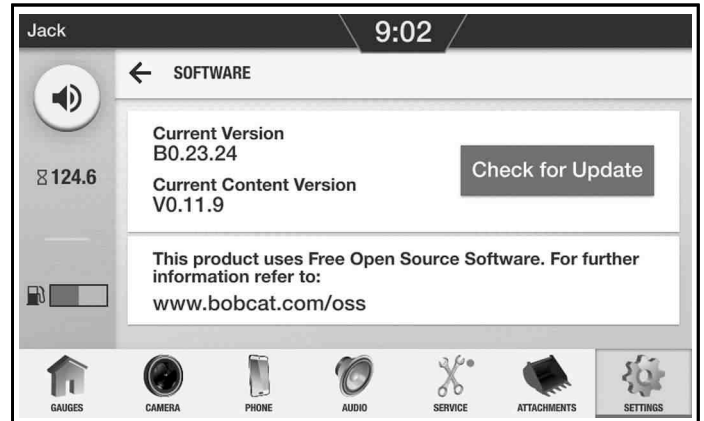 Jack
9:02
SOFTWARE
124.6
Current Version
B0.23.24
Current Content Version
V0.11.9
Check for Update
This product uses Free Open Source Software. For further
information refer to:
www.bobcat.com/oss
GAUGES
CAMERA
PHONE
AUDIO
SERVICE
ATTACHMENTS
SETTINGS